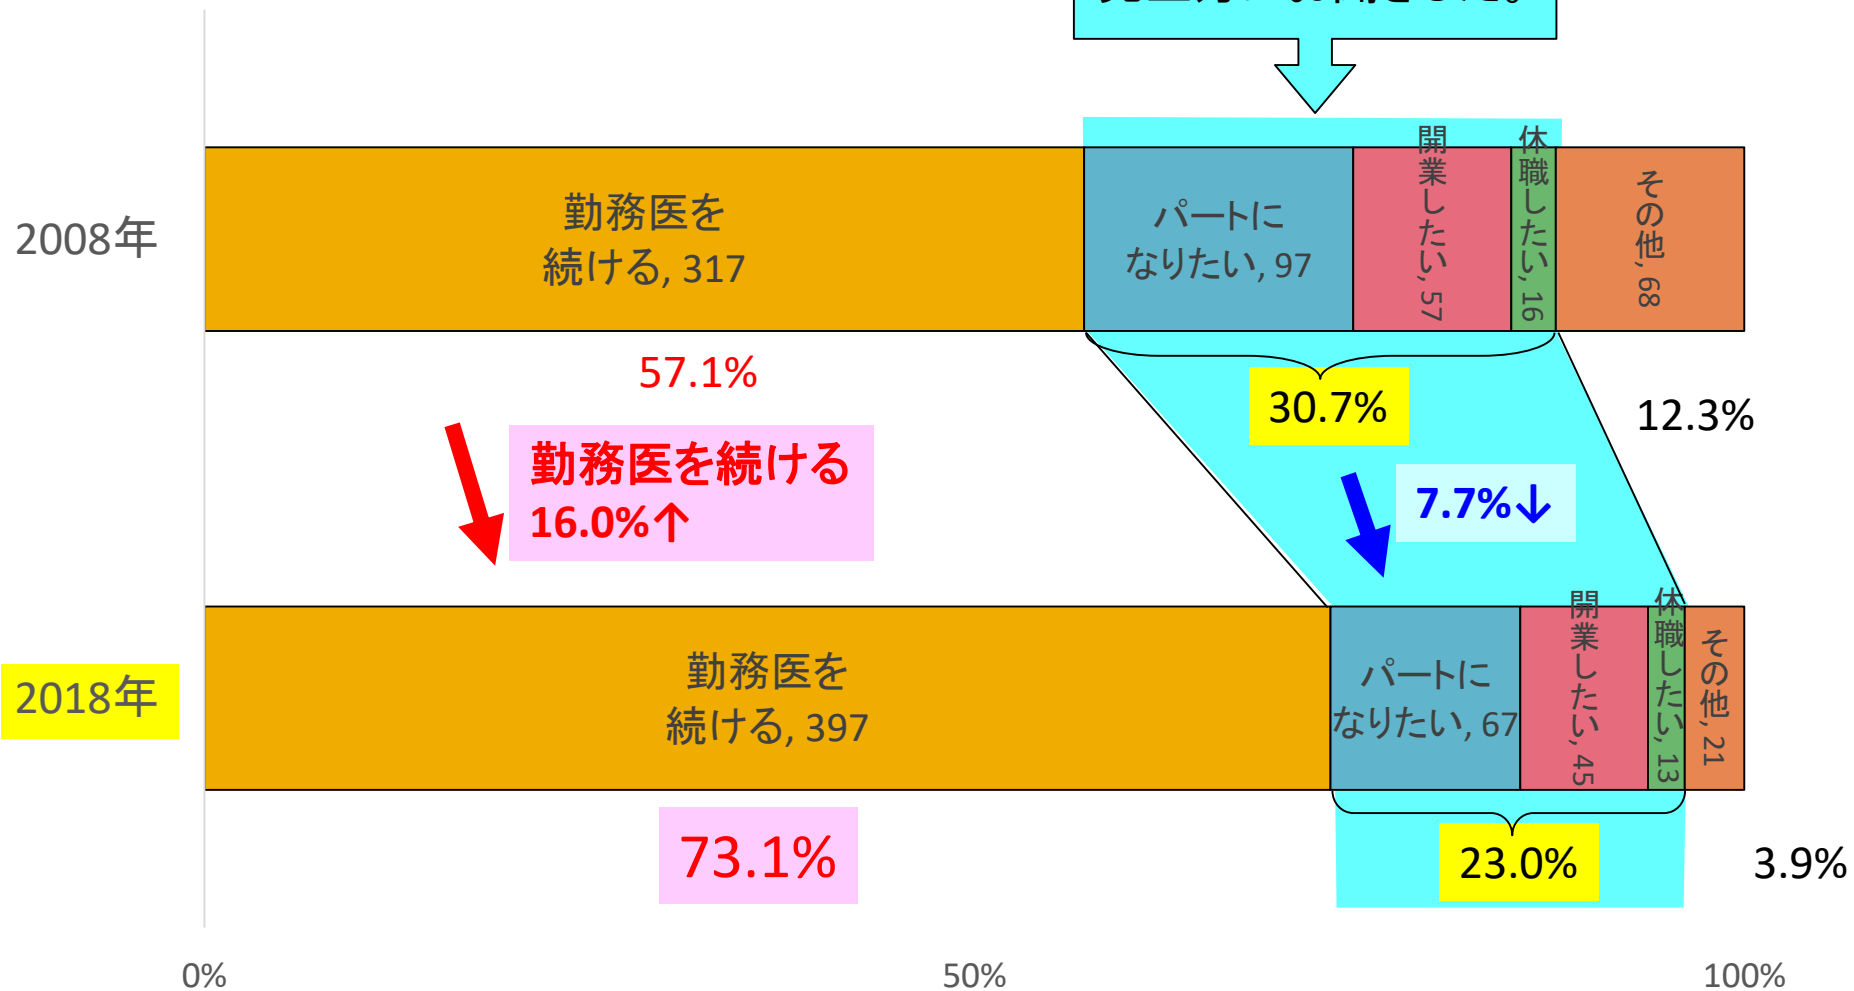 2008年
勤務医を
続ける, 317
パートに
なりたい, 97
開業したい, 57
休職したい, 16
その他, 68
57.1%
30.7%
12.3%
勤務医を続ける
16.0%↑
7.7%↓
2018年
勤務医を
続ける, 397
パートに
なりたい, 67
開業したい, 45
休職したい, 13
その他, 21
73.1%
23.0%
3.9%
0%
50%
100%